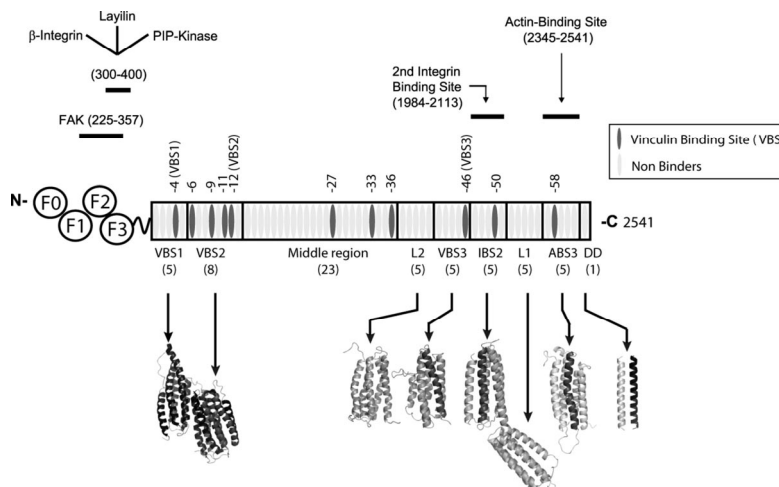 Layilin
β-Integrin
PIP-Kinase
(300-400)
FAK (225-357)
Actin-Binding Site
(2345-2541)
2nd Integrin
Binding Site
(1984-2113)
Vinculin Binding Site (VBS
Non Binders
-4 (VBS1)
-6
-9
-11
-12 (VBS2)
-27
-33
-36
-46 (VBS3)
-50
-58
N-
F0
F1
F2
F3
-C 2541
VBS1
(5)
VBS2
(8)
Middle region
(23)
L2
(5)
VBS3
(5)
IBS2
(5)
L1
(5)
ABS3
(5)
DD
(1)